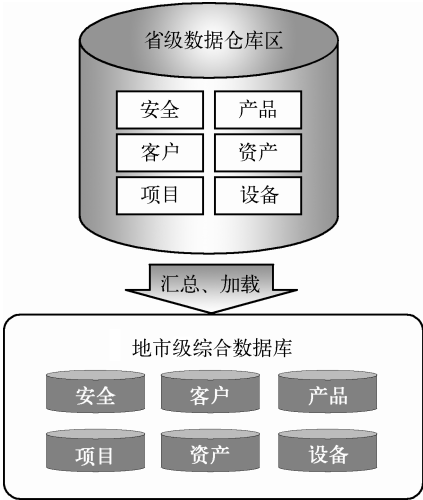 省级数据仓库区
安全 产品
客户 资产
项目 设备
汇总、加载
地市级综合数据库
安全 客户 产品
项目 资产 设备